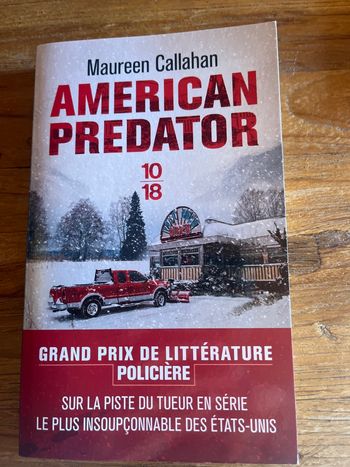 Maureen Callahan
AMERICAN
PREDATOR
10
18
GRAND PRIX DE LITTÉRATURE
POLICIÈRE
SUR LA PISTE DU TUEUR EN SÉRIE
LE PLUS INSOUPÇONNABLE DES ÉTATS-UNIS